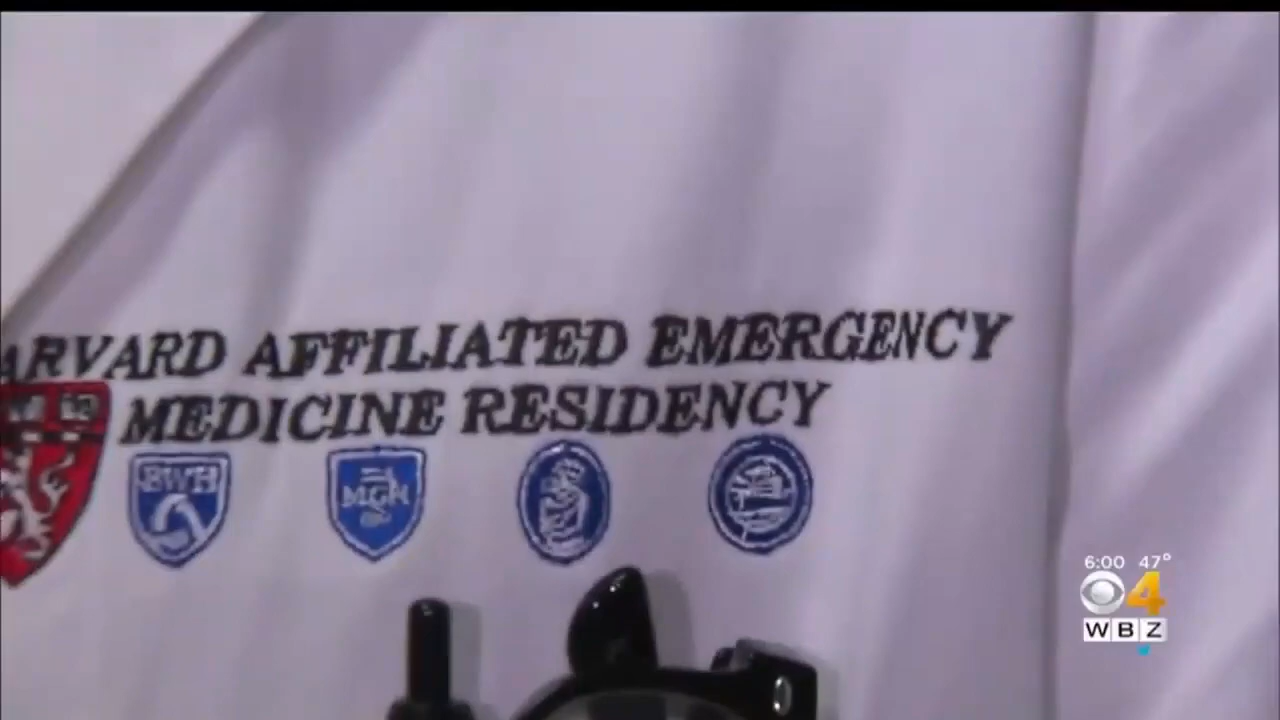 ARVARD AFFILIATED EMERGENCY
MEDICINE RESIDENCY
BWH
MGH
6:00 47°
4
WBZ